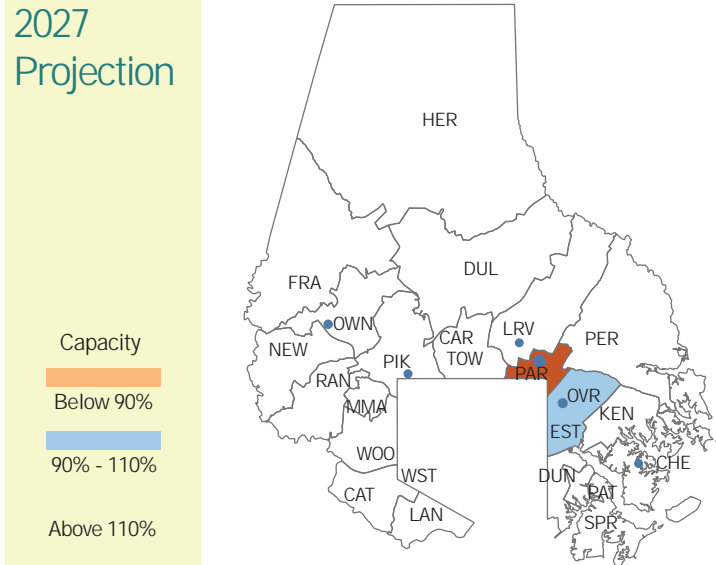 2027
Projection
Capacity
Below 90%
90% - 110%
Above 110%
HER
DUL
FRA
OWN
LRV
CAR
PER
NEW
TOW
PIK
PAR
RAN
OVR
MMA
KEN
EST
WOO
CHE
WST
DUN
CAT
PAT
LAN
SPR